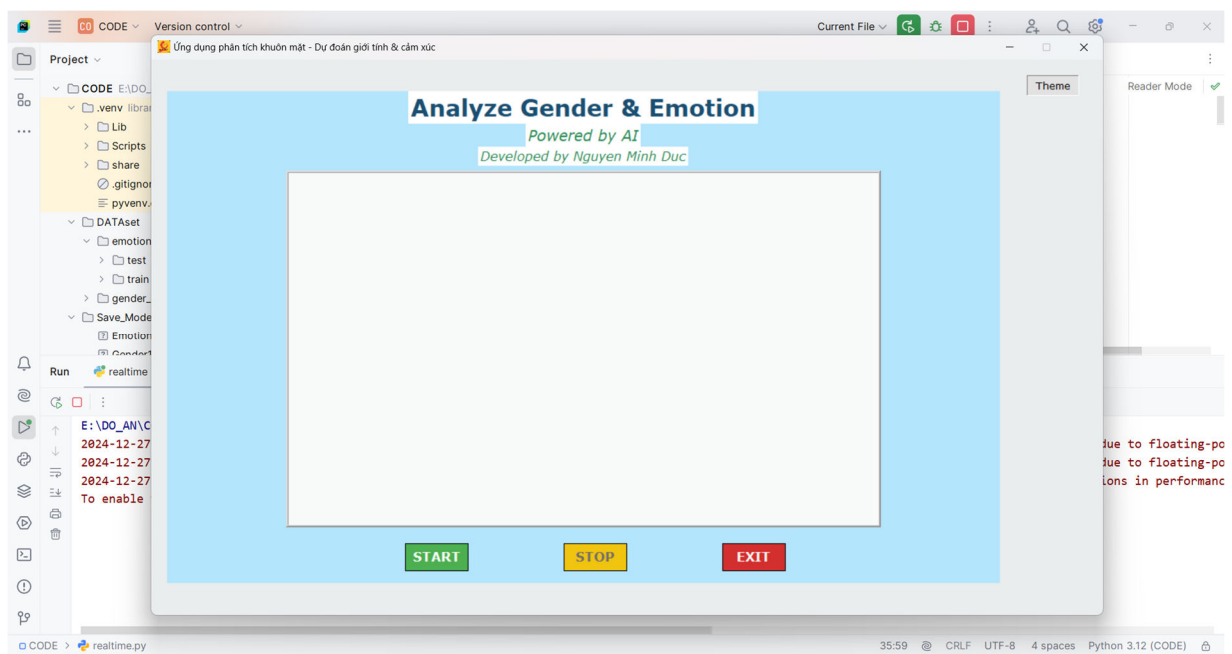 CO CODE Version control Current File
Ứng dụng phân tích khuôn mặt - Dự đoán giới tính & cảm xúc
Project
Theme
Reader Mode
CODE E:\DO_
.venv
Lib
Scripts
share
.gitignor
pyvenv.
DATAset
emotion
test
train
gender_
Save_Mode
Emotion
Analyze Gender & Emotion
Powered by AI
Developed by Nguyen Minh Duc
START STOP EXIT
Run realtime
E:\DO_AN\C
2024-12-27 due to floating-po
2024-12-27 due to floating-po
2024-12-27 ions in performanc
To enable
CODE > realtime.py 35:59 CRLF UTF-8 4 spaces Python 3.12 (CODE)